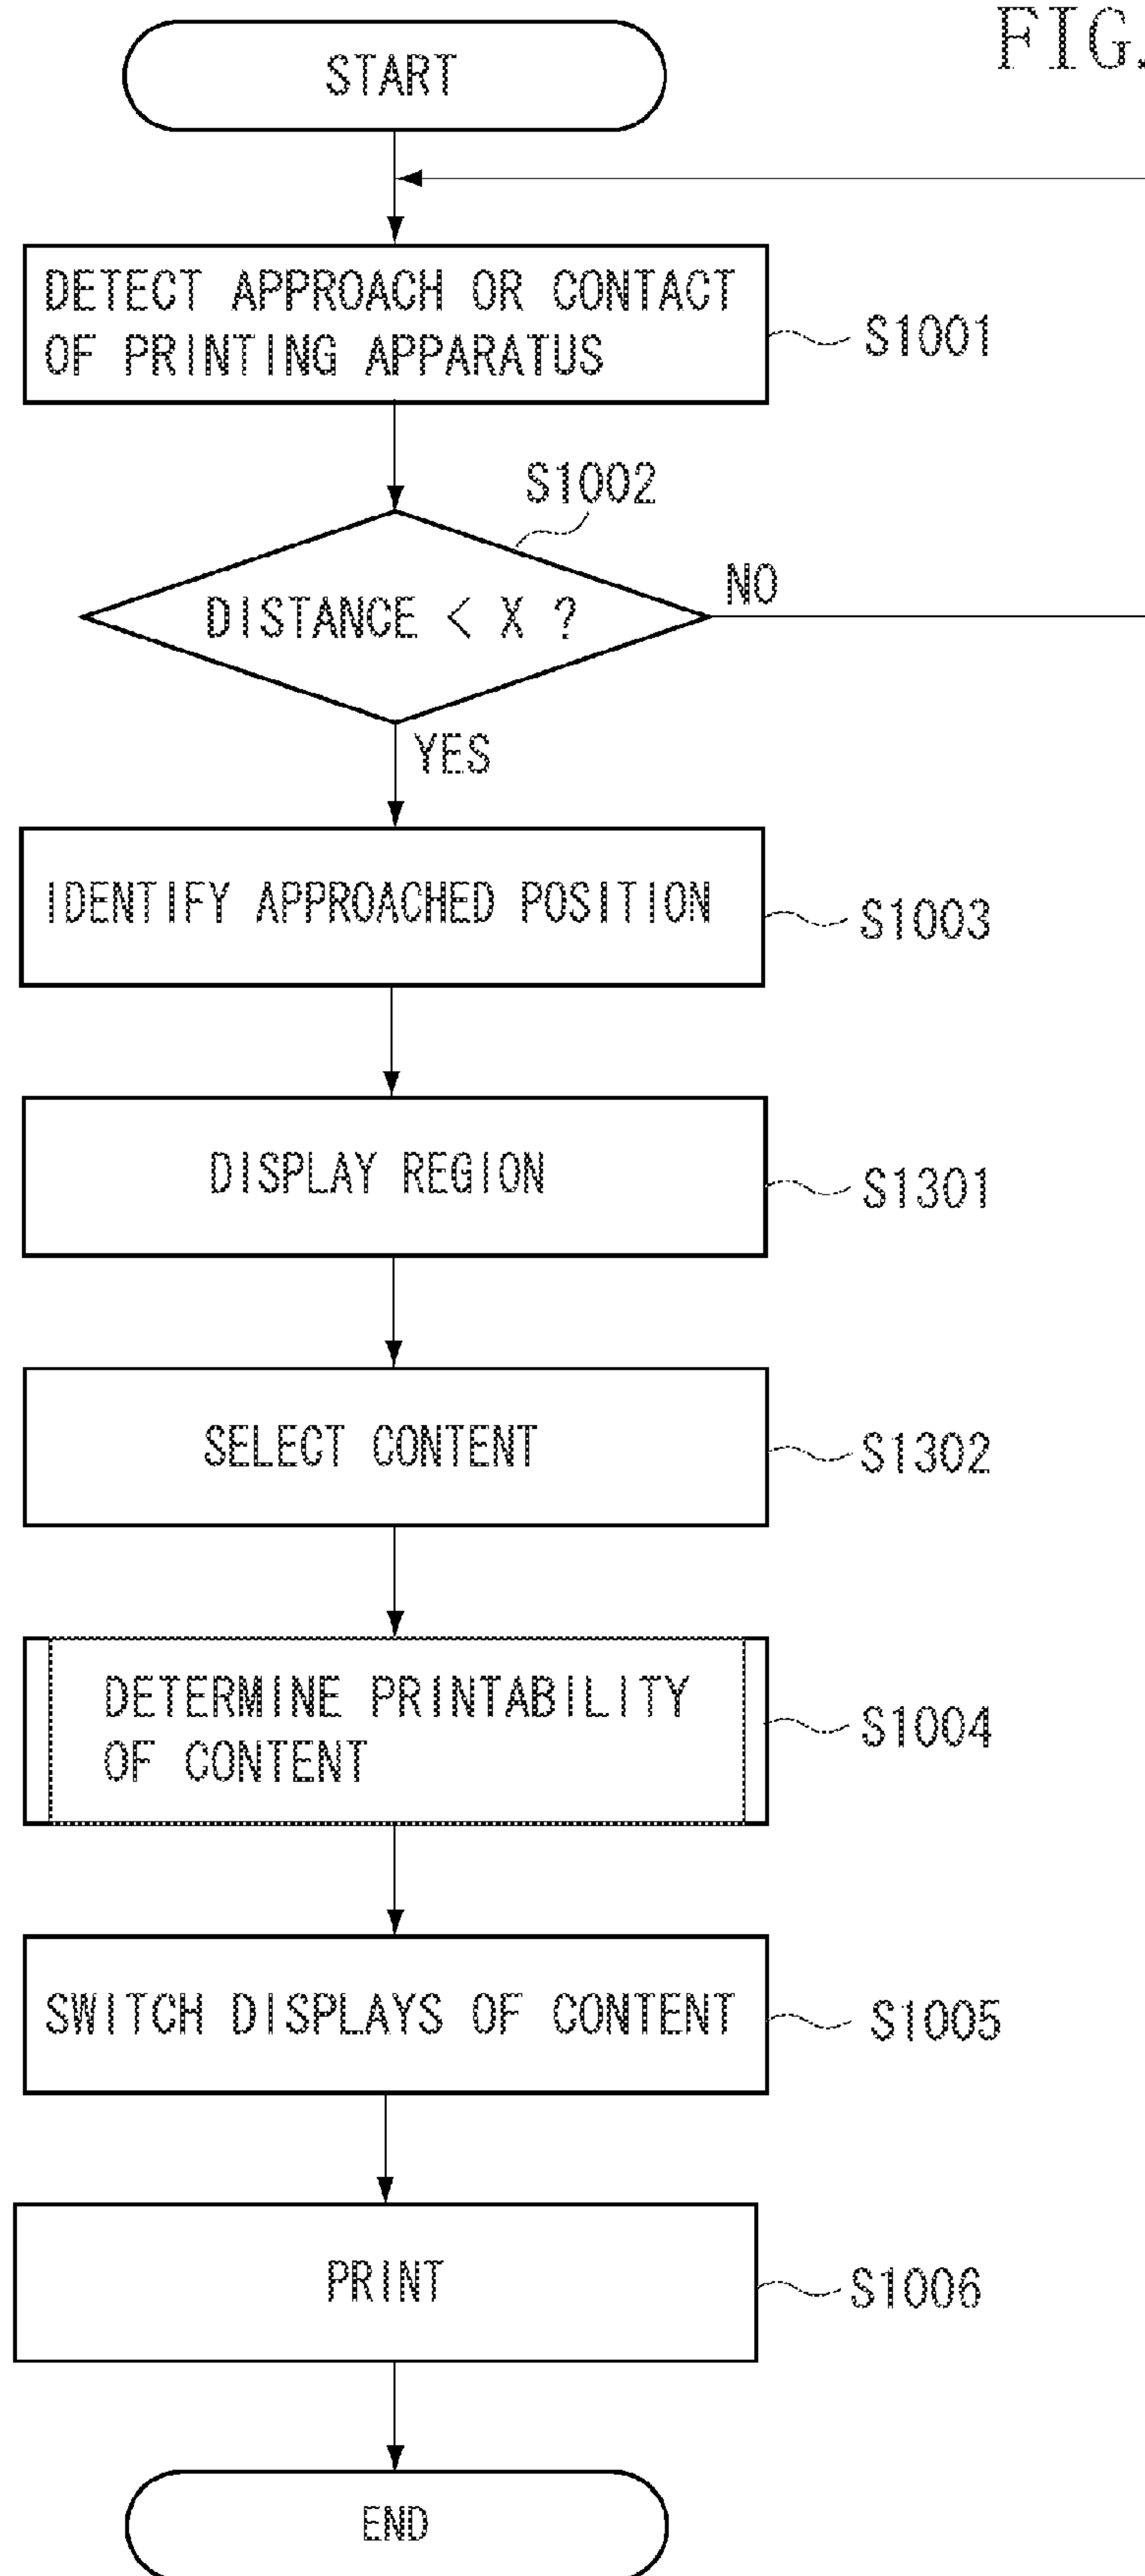 FIG.
START
DETECT APPROACH OR CONTACT
OF PRINTING APPARATUS
S1001
S1002
DISTANCE < X ?
NO
YES
IDENTIFY APPROACHED POSITION
S1003
DISPLAY REGION
S1301
SELECT CONTENT
S1302
DETERMINE PRINTABILITY
OF CONTENT
S1004
SWITCH DISPLAYS OF CONTENT
S1005
PRINT
S1006
END